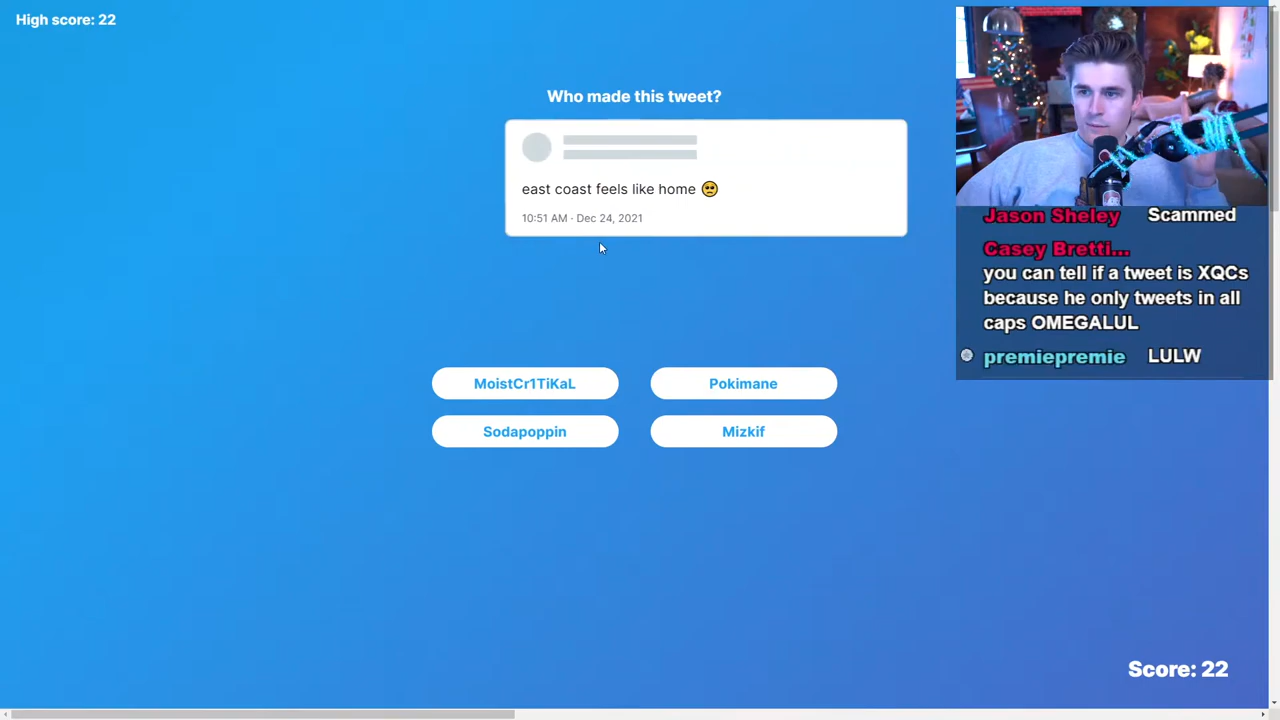 High score: 22
Who made this tweet?
east coast feels like home 🥺
10:51 AM · Dec 24, 2021
MoistCr1TiKaL
Pokimane
Sodapoppin
Mizkif
Jason Sheley Scammed
Casey Bretti...
you can tell if a tweet is XQCs
because he only tweets in all
caps OMEGALUL
premiepremie LULW
Score: 22